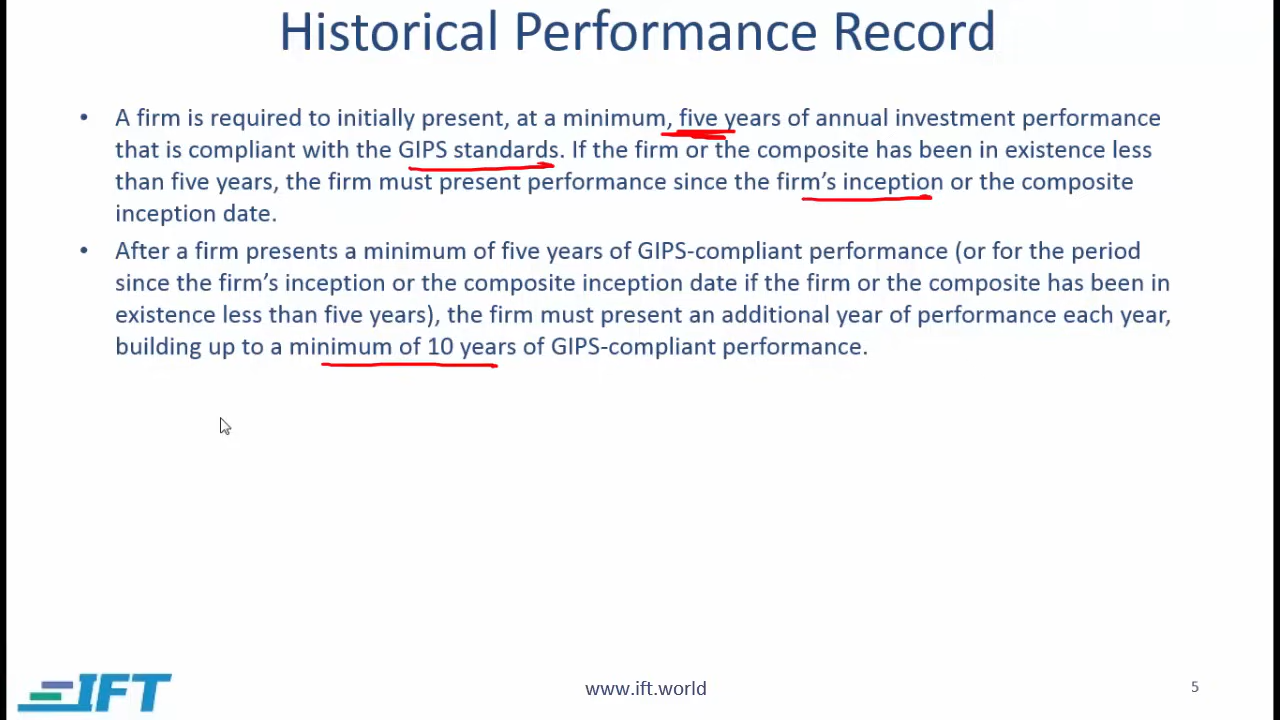 Historical Performance Record
• A firm is required to initially present, at a minimum, five years of annual investment performance
that is compliant with the GIPS standards. If the firm or the composite has been in existence less
than five years, the firm must present performance since the firm’s inception or the composite
inception date.
• After a firm presents a minimum of five years of GIPS-compliant performance (or for the period
since the firm’s inception or the composite inception date if the firm or the composite has been in
existence less than five years), the firm must present an additional year of performance each year,
building up to a minimum of 10 years of GIPS-compliant performance.
IFT
www.ift.world
5